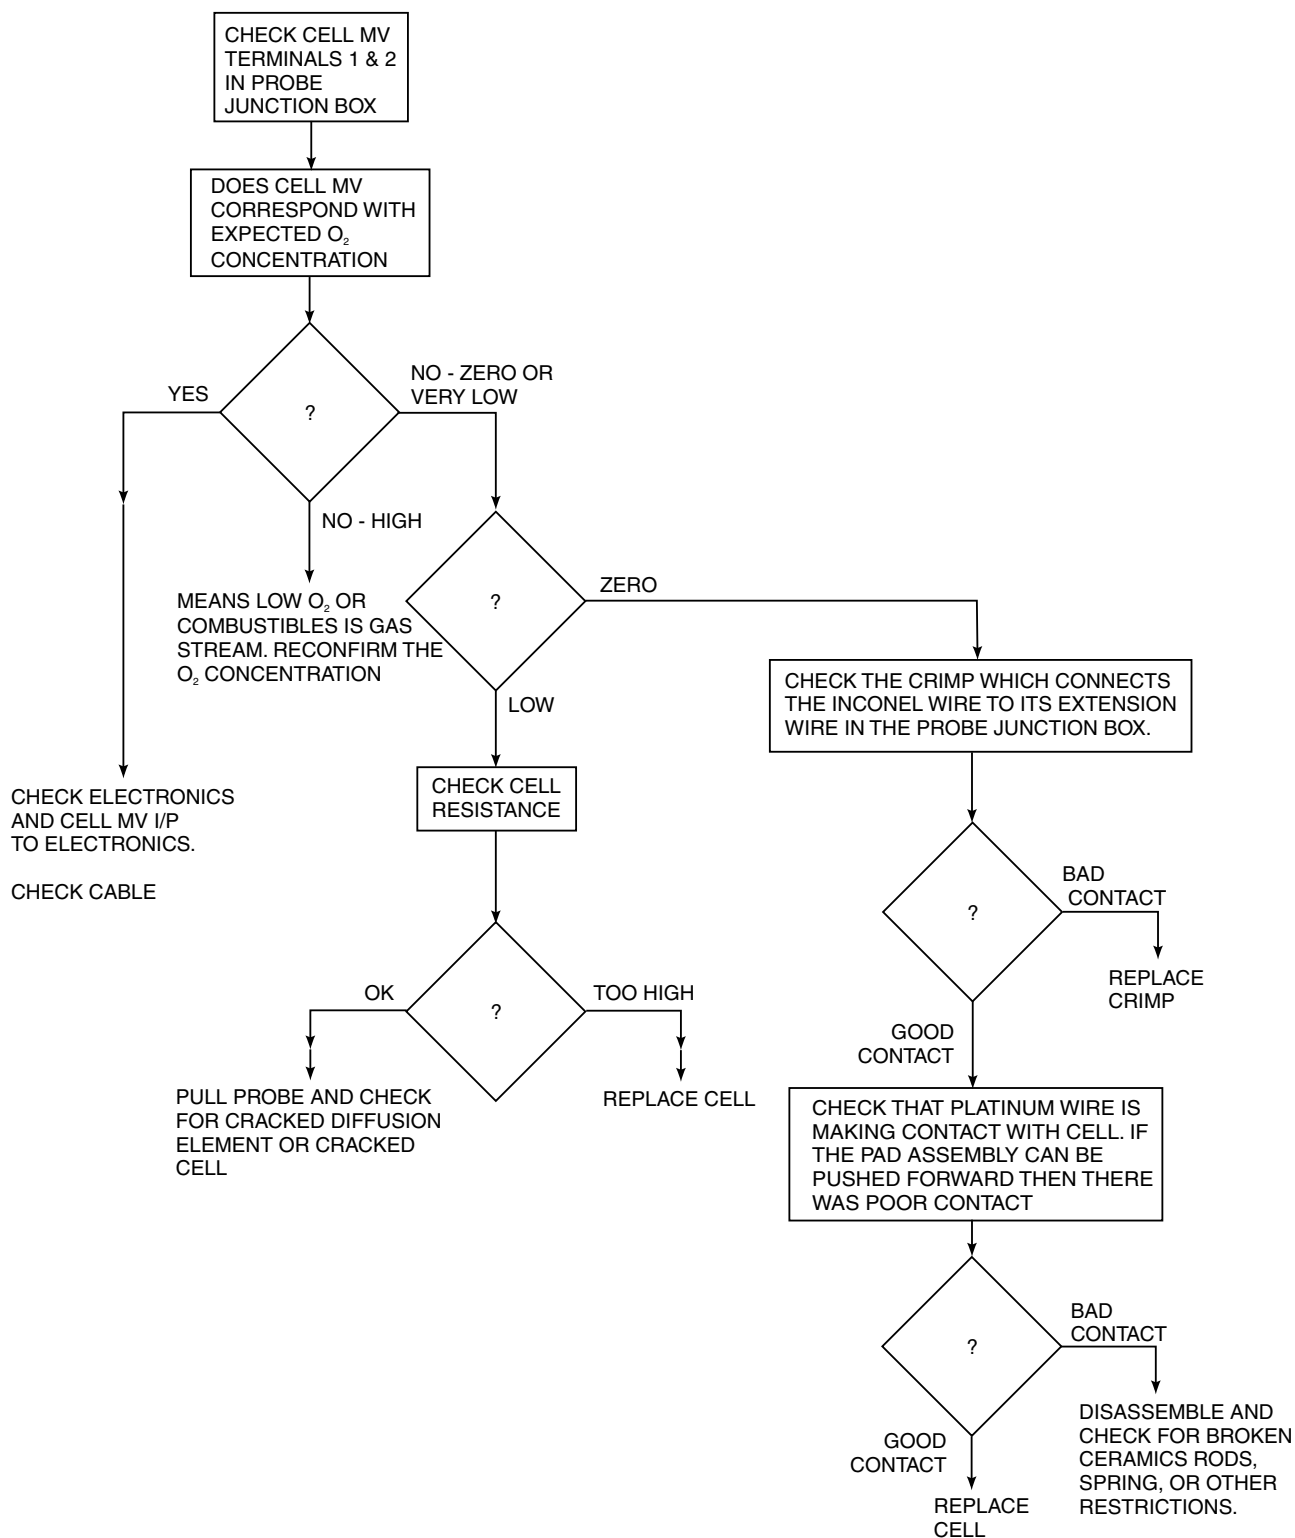 CHECK CELL MV
TERMINALS 1 & 2
IN PROBE
JUNCTION BOX
DOES CELL MV
CORRESPOND WITH
EXPECTED O₂
CONCENTRATION
?
YES
NO - ZERO OR
VERY LOW
NO - HIGH
MEANS LOW O₂ OR
COMBUSTIBLES IS GAS
STREAM. RECONFIRM THE
O₂ CONCENTRATION
CHECK ELECTRONICS
AND CELL MV I/P
TO ELECTRONICS.
CHECK CABLE
?
ZERO
LOW
CHECK CELL
RESISTANCE
?
OK
TOO HIGH
PULL PROBE AND CHECK
FOR CRACKED DIFFUSION
ELEMENT OR CRACKED
CELL
REPLACE CELL
CHECK THE CRIMP WHICH CONNECTS
THE INCONEL WIRE TO ITS EXTENSION
WIRE IN THE PROBE JUNCTION BOX.
?
BAD
CONTACT
REPLACE
CRIMP
GOOD
CONTACT
CHECK THAT PLATINUM WIRE IS
MAKING CONTACT WITH CELL. IF
THE PAD ASSEMBLY CAN BE
PUSHED FORWARD THEN THERE
WAS POOR CONTACT
?
BAD
CONTACT
DISASSEMBLE AND
CHECK FOR BROKEN
CERAMICS RODS,
SPRING, OR OTHER
RESTRICTIONS.
GOOD
CONTACT
REPLACE
CELL